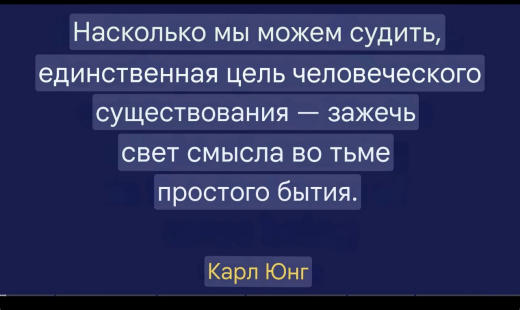 Насколько мы можем судить,
единственная цель человеческого
существования — зажечь
свет смысла во тьме
простого бытия.
Карл Юнг